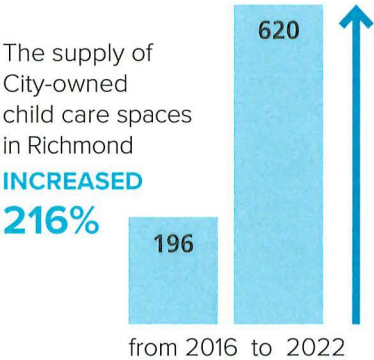 620
The supply of
City-owned
child care spaces
in Richmond
INCREASED
216%
196
from 2016 to 2022